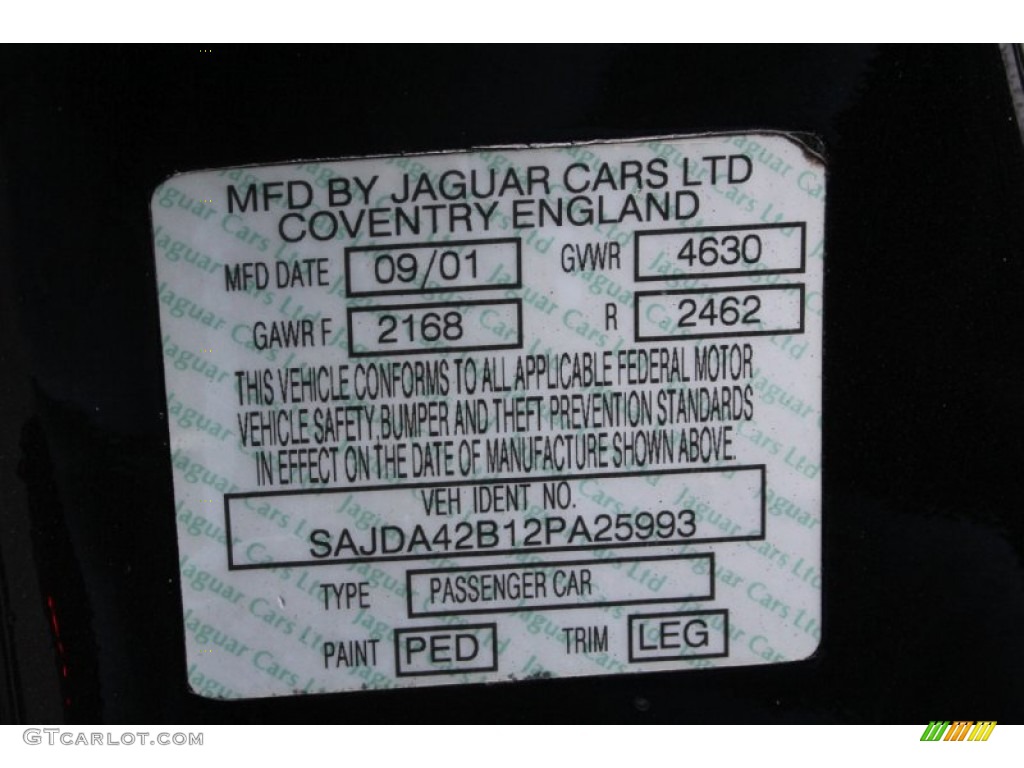 MFD BY JAGUAR CARS LTD
COVENTRY ENGLAND
MFD DATE 09/01 GVWR 4630
GAWR F 2168 R 2462
THIS VEHICLE CONFORMS TO ALL APPLICABLE FEDERAL MOTOR
VEHICLE SAFETY, BUMPER AND THEFT PREVENTION STANDARDS
IN EFFECT ON THE DATE OF MANUFACTURE SHOWN ABOVE.
VEH IDENT NO.
SAJDA42B12PA25993
TYPE PASSENGER CAR
PAINT PED TRIM LEG
GTCARLOT.COM